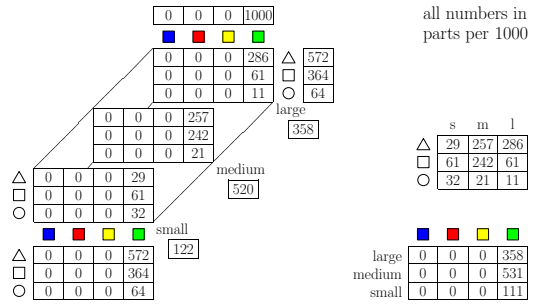 0 0 0 1000
all numbers in
parts per 1000
0 0 0 286 572
0 0 0 61 364
0 0 0 11 64
large
358
0 0 0 257
0 0 0 242
0 0 0 21
s m l
29 257 286
61 242 61
32 21 11
medium
520
0 0 0 29
0 0 0 61
0 0 0 32
small
122
0 0 0 572
0 0 0 364
0 0 0 64
large 0 0 0 358
medium 0 0 0 531
small 0 0 0 111